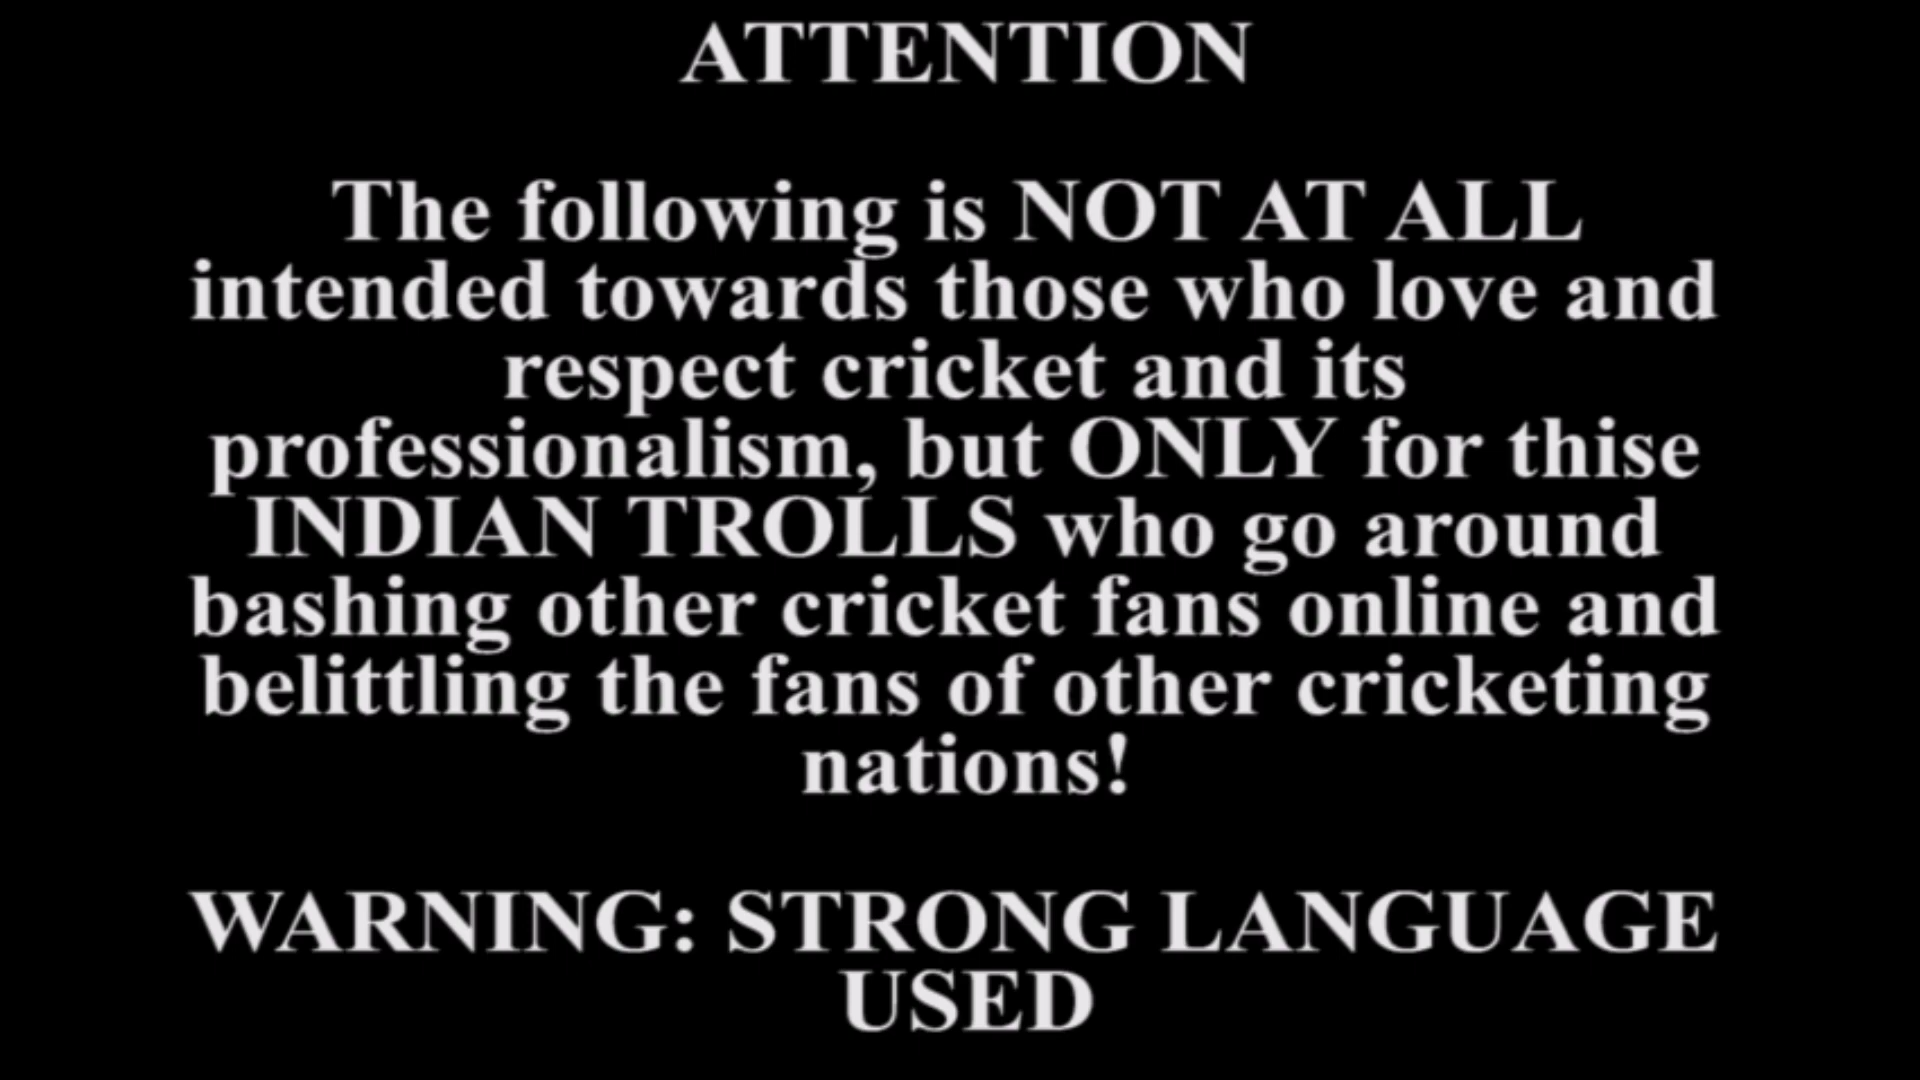 ATTENTION
The following is NOT AT ALL
intended towards those who love and
respect cricket and its
professionalism, but ONLY for thise
INDIAN TROLLS who go around
bashing other cricket fans online and
belittling the fans of other cricketing
nations!
WARNING: STRONG LANGUAGE
USED